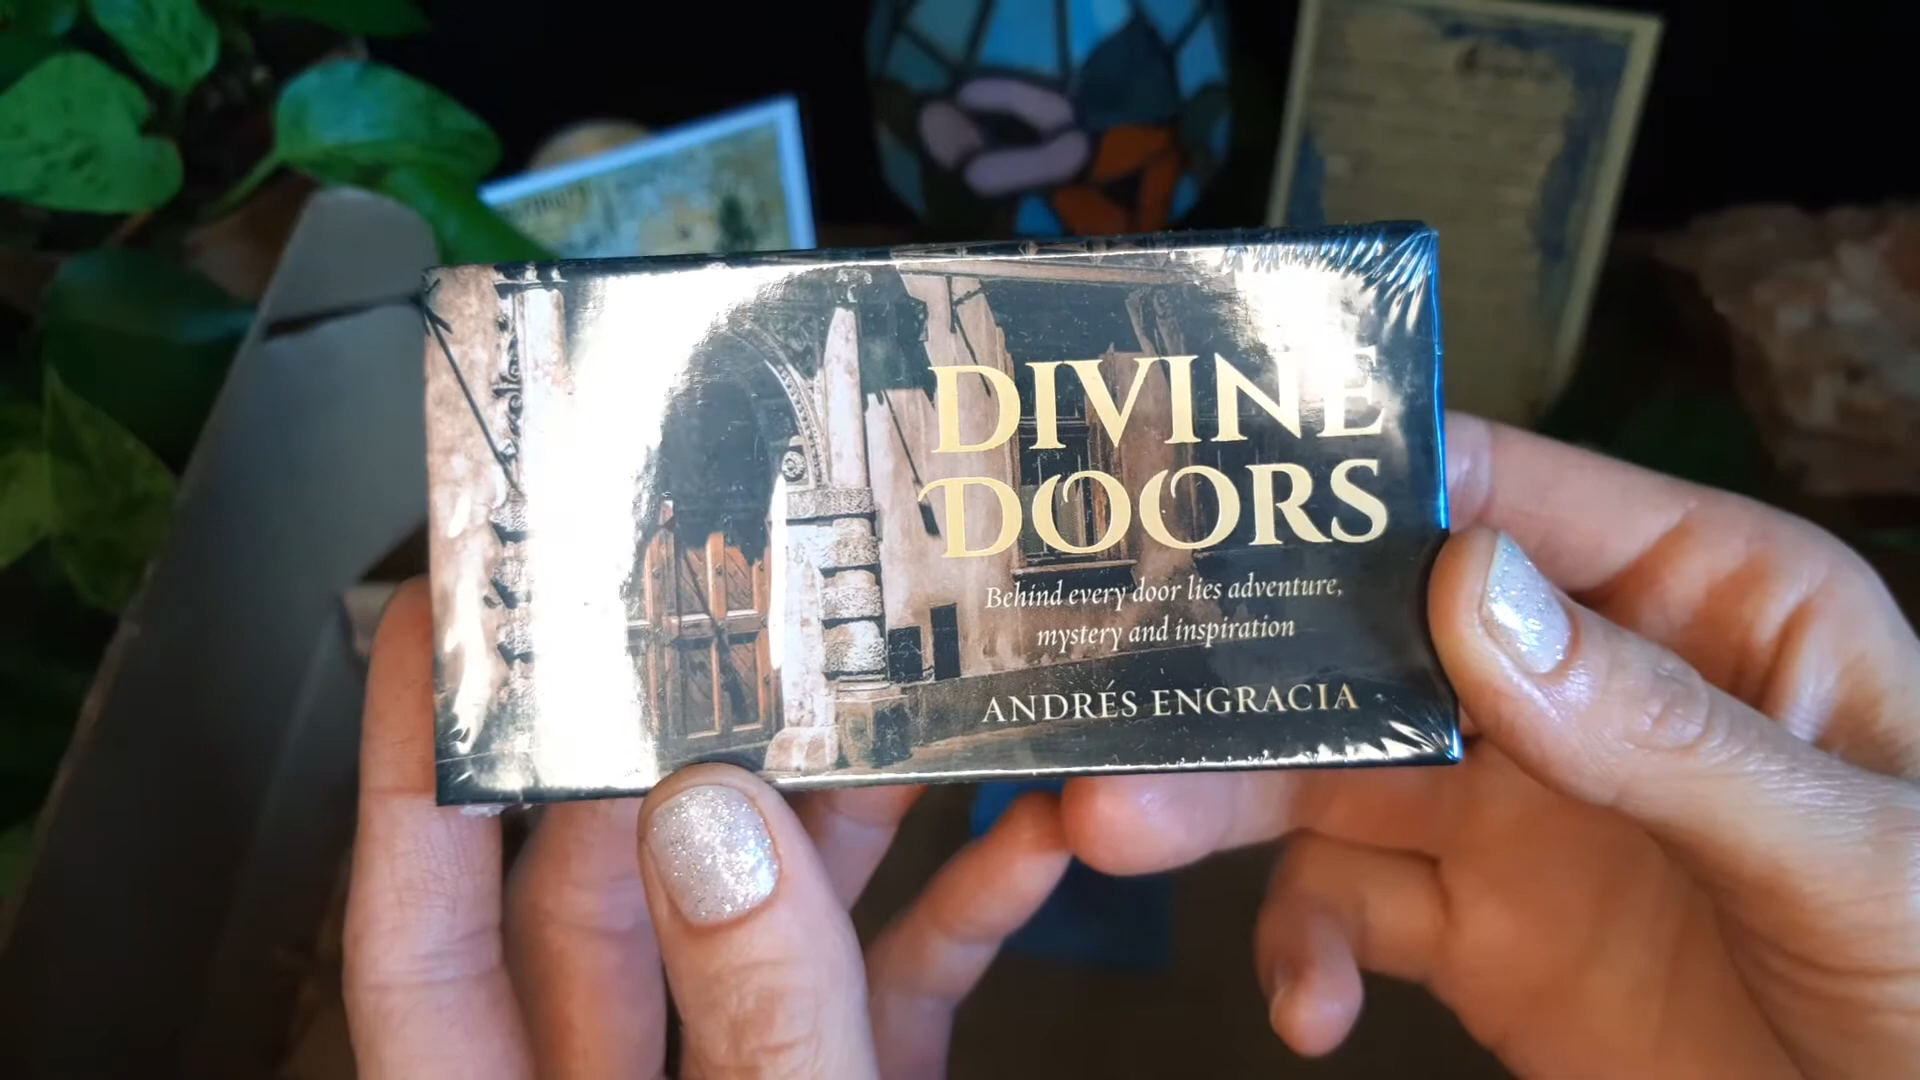 DIVINE
DOORS
Behind every door lies adventure,
mystery and inspiration
ANDRÉS ENGRACIA